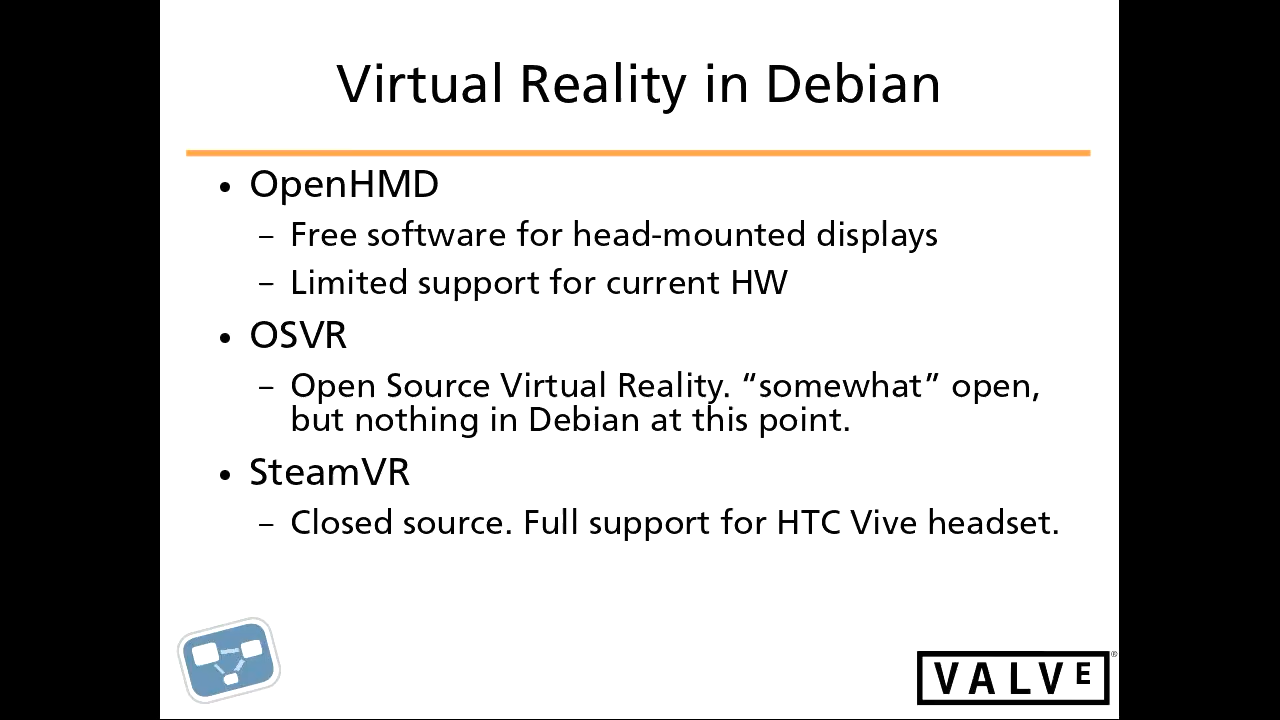 Virtual Reality in Debian
• OpenHMD
– Free software for head-mounted displays
– Limited support for current HW
• OSVR
– Open Source Virtual Reality. “somewhat” open,
but nothing in Debian at this point.
• SteamVR
– Closed source. Full support for HTC Vive headset.
VALVE®